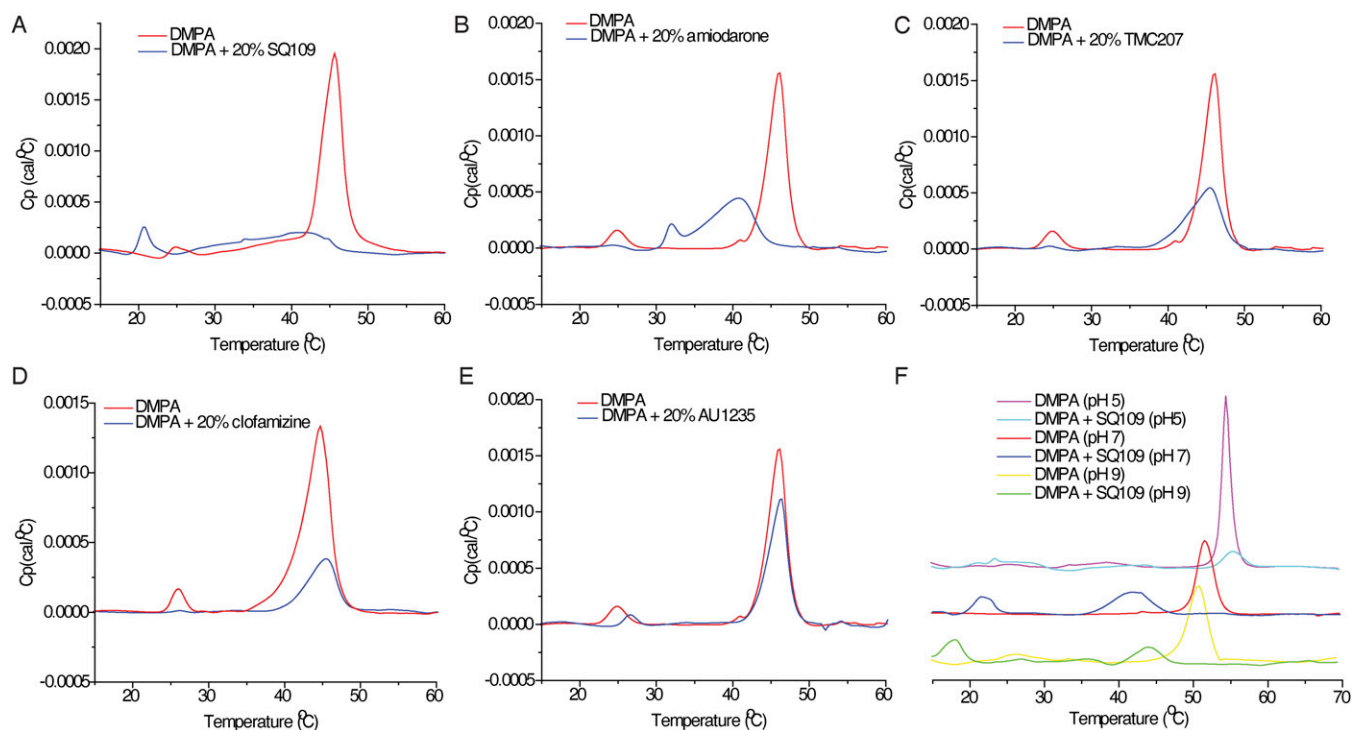 A
DMPA
DMPA + 20% SQ109
0.0020
0.0015
0.0010
0.0005
0.0000
-0.0005
Cp (cal/°C)
20 30 40 50 60
Temperature (°C)
B
DMPA
DMPA + 20% amiodarone
0.0020
0.0015
0.0010
0.0005
0.0000
-0.0005
Cp(cal/°C)
20 30 40 50 60
Temperature (°C)
C
DMPA
DMPA + 20% TMC207
0.0020
0.0015
0.0010
0.0005
0.0000
-0.0005
Cp(cal/°C)
20 30 40 50 60
Temperature (°C)
D
DMPA
DMPA + 20% clofamizine
0.0015
0.0010
0.0005
0.0000
-0.0005
Cp(cal/°C)
20 30 40 50 60
Temperature (°C)
E
DMPA
DMPA + 20% AU1235
0.0020
0.0015
0.0010
0.0005
0.0000
-0.0005
Cp(cal/°C)
20 30 40 50 60
Temperature (°C)
F
DMPA (pH 5)
DMPA + SQ109 (pH5)
DMPA (pH 7)
DMPA + SQ109 (pH 7)
DMPA (pH 9)
DMPA + SQ109 (pH 9)
20 30 40 50 60 70
Temperature (°C)